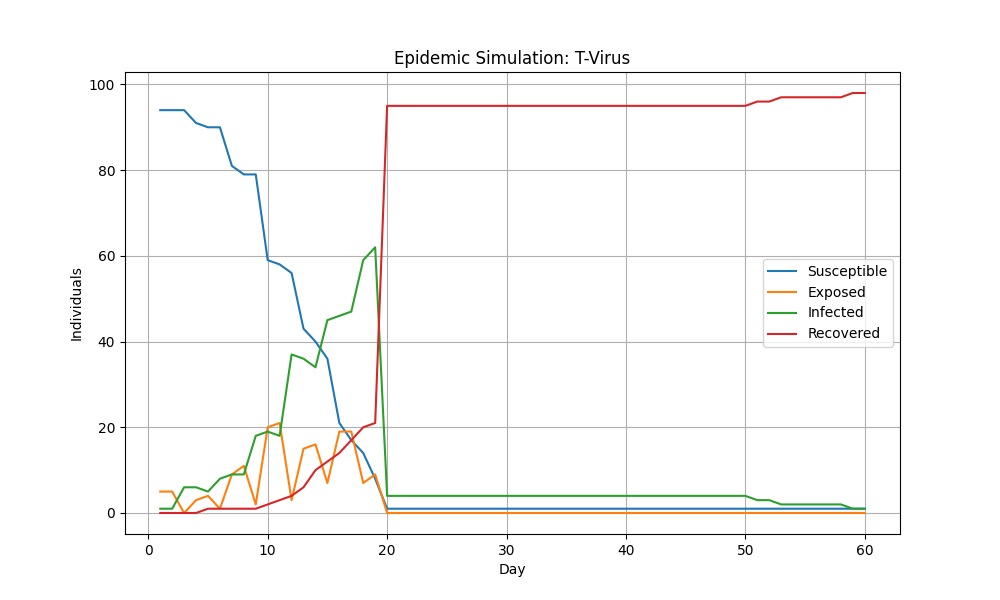 Epidemic Simulation: T-Virus
100
80
60
40
20
0
Individuals
Susceptible
Exposed
Infected
Recovered
0 10 20 30 40 50 60
Day